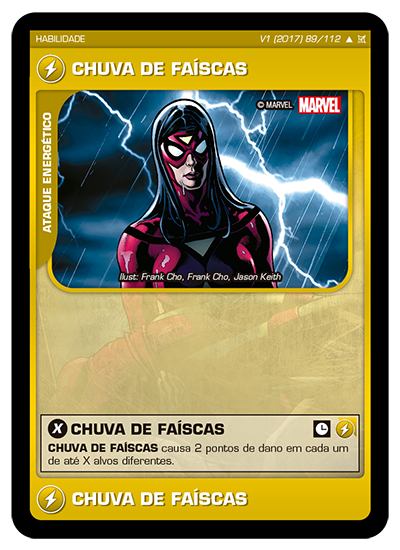 HABILIDADE
V1 (2017) 89/112
CHUVA DE FAÍSCAS
ATAQUE ENERGÉTICO
© MARVEL MARVEL
Ilust: Frank Cho, Frank Cho, Jason Keith
X CHUVA DE FAÍSCAS
CHUVA DE FAÍSCAS causa 2 pontos de dano em cada um
de até X alvos diferentes.
CHUVA DE FAÍSCAS